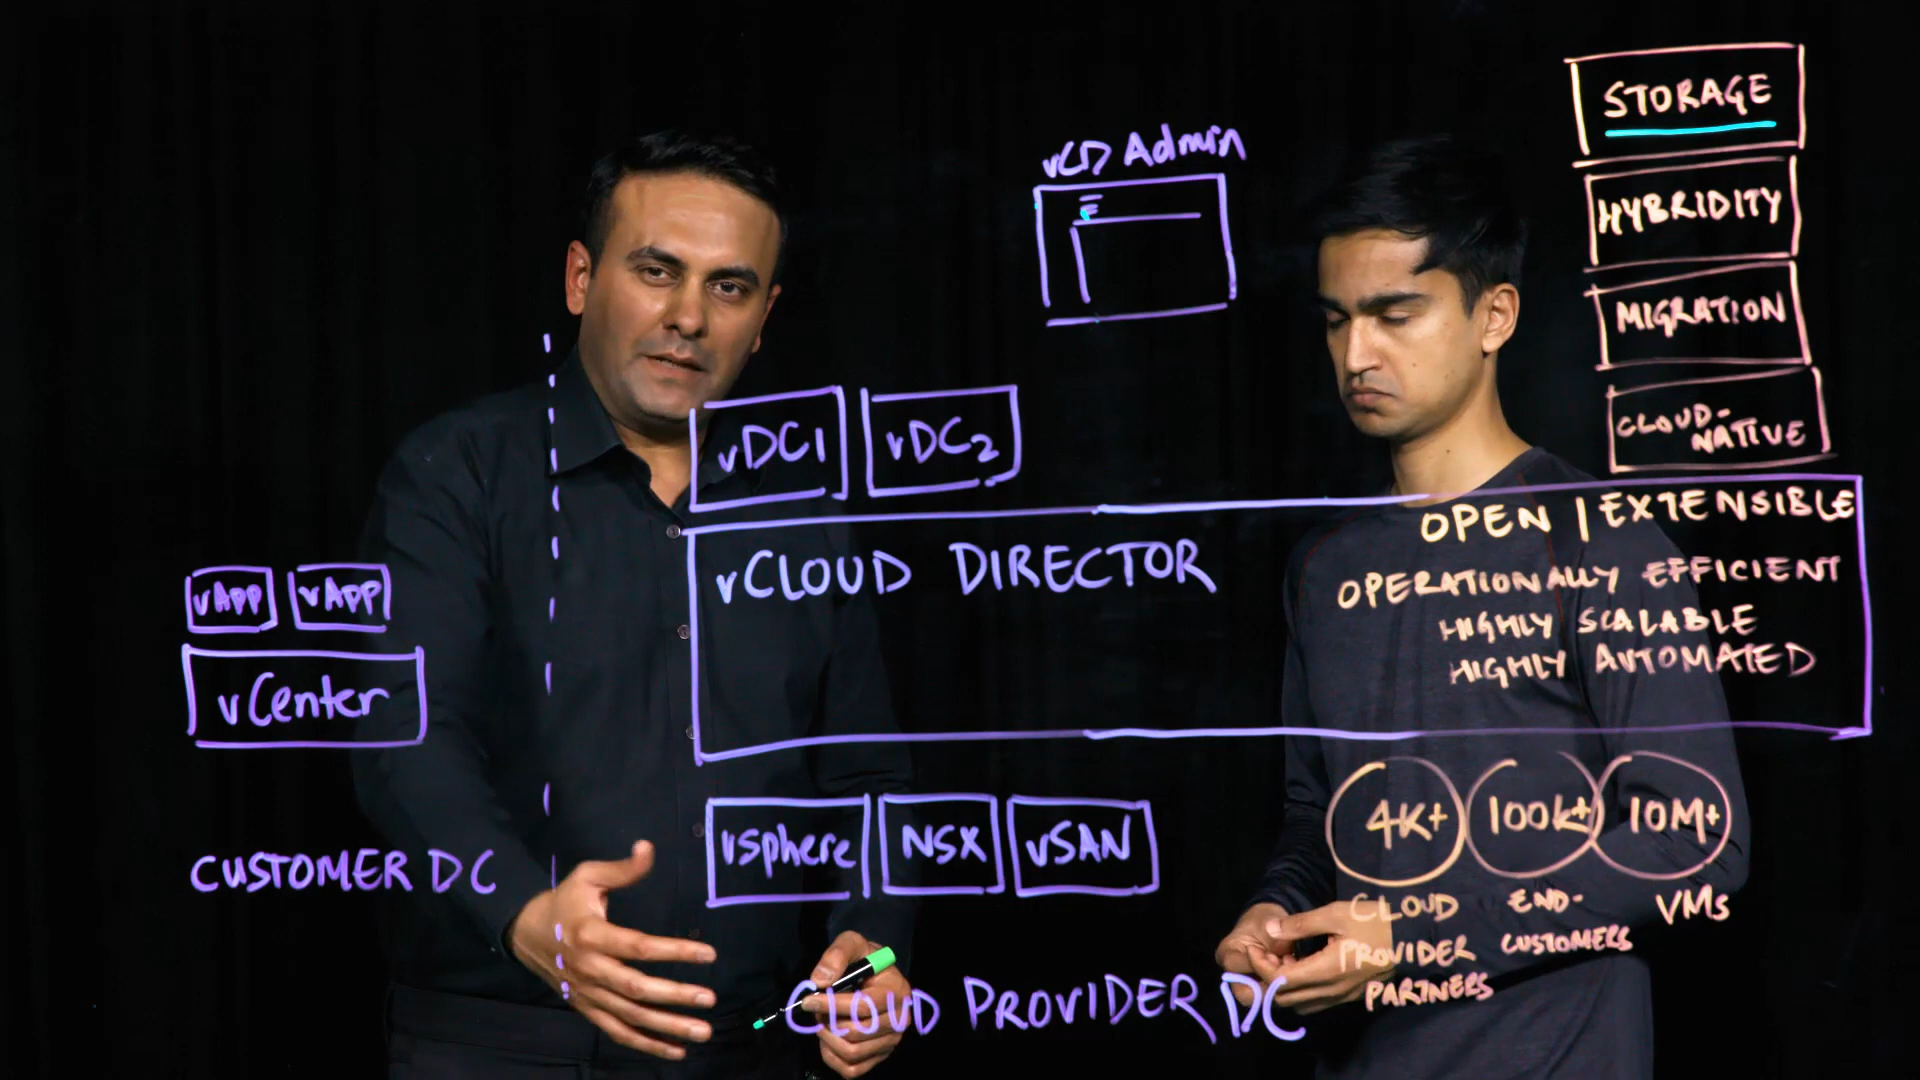 STORAGE
vCD Admin
HYBRIDITY
MIGRATION
CLOUD-
NATIVE
vDC1
vDC2
OPEN | EXTENSIBLE
vCLOUD DIRECTOR
OPERATIONALLY EFFICIENT
HIGHLY SCALABLE
HIGHLY AUTOMATED
vAPP
vAPP
vCenter
vSphere
NSX
vSAN
4K+
100k+
10M+
CUSTOMER DC
CLOUD
PROVIDER
PARTNERS
END-
CUSTOMERS
VMs
CLOUD PROVIDER DC